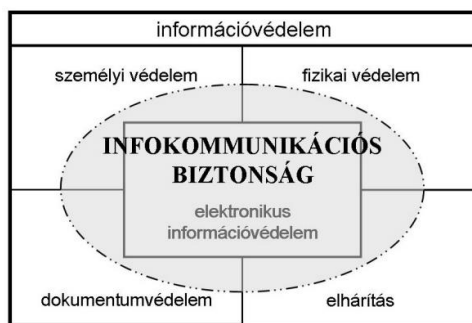 információvédelem
személyi védelem
fizikai védelem
INFOKOMMUNIKÁCIÓS
BIZTONSÁG
elektronikus
információvédelem
dokumentumvédelem
elhárítás